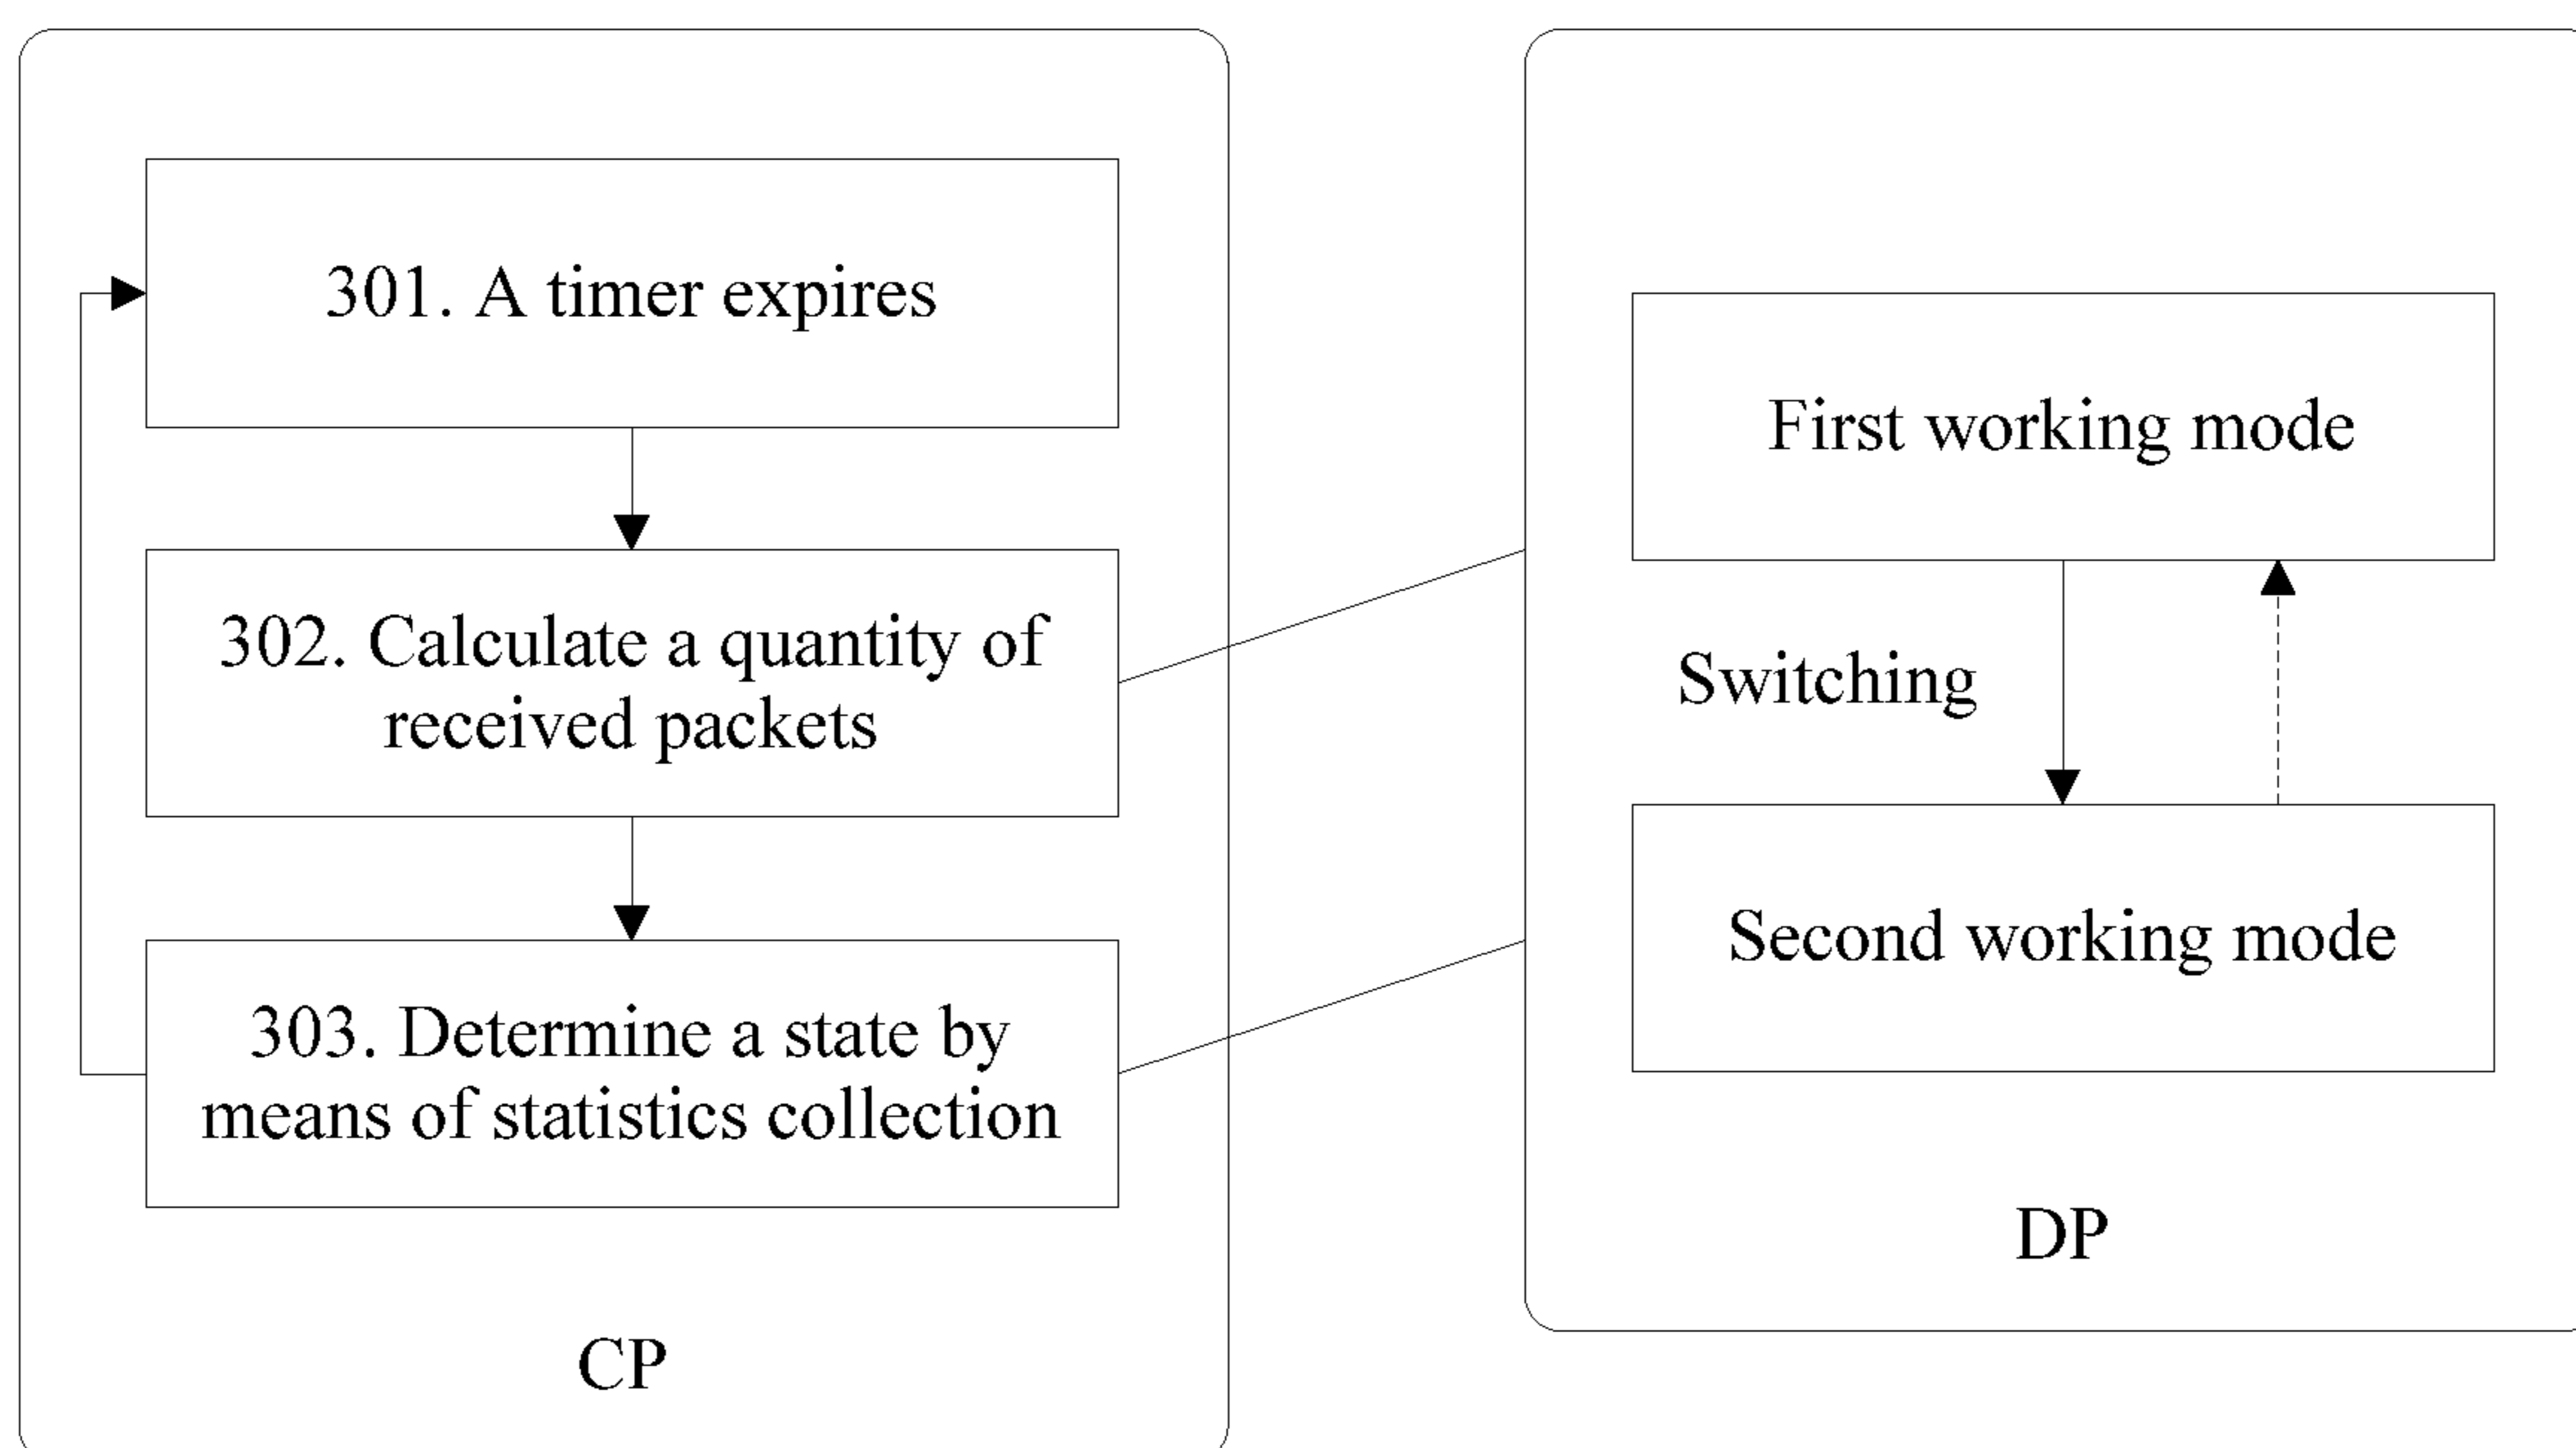 301. A timer expires
302. Calculate a quantity of
received packets
303. Determine a state by
means of statistics collection
CP
First working mode
Switching
Second working mode
DP